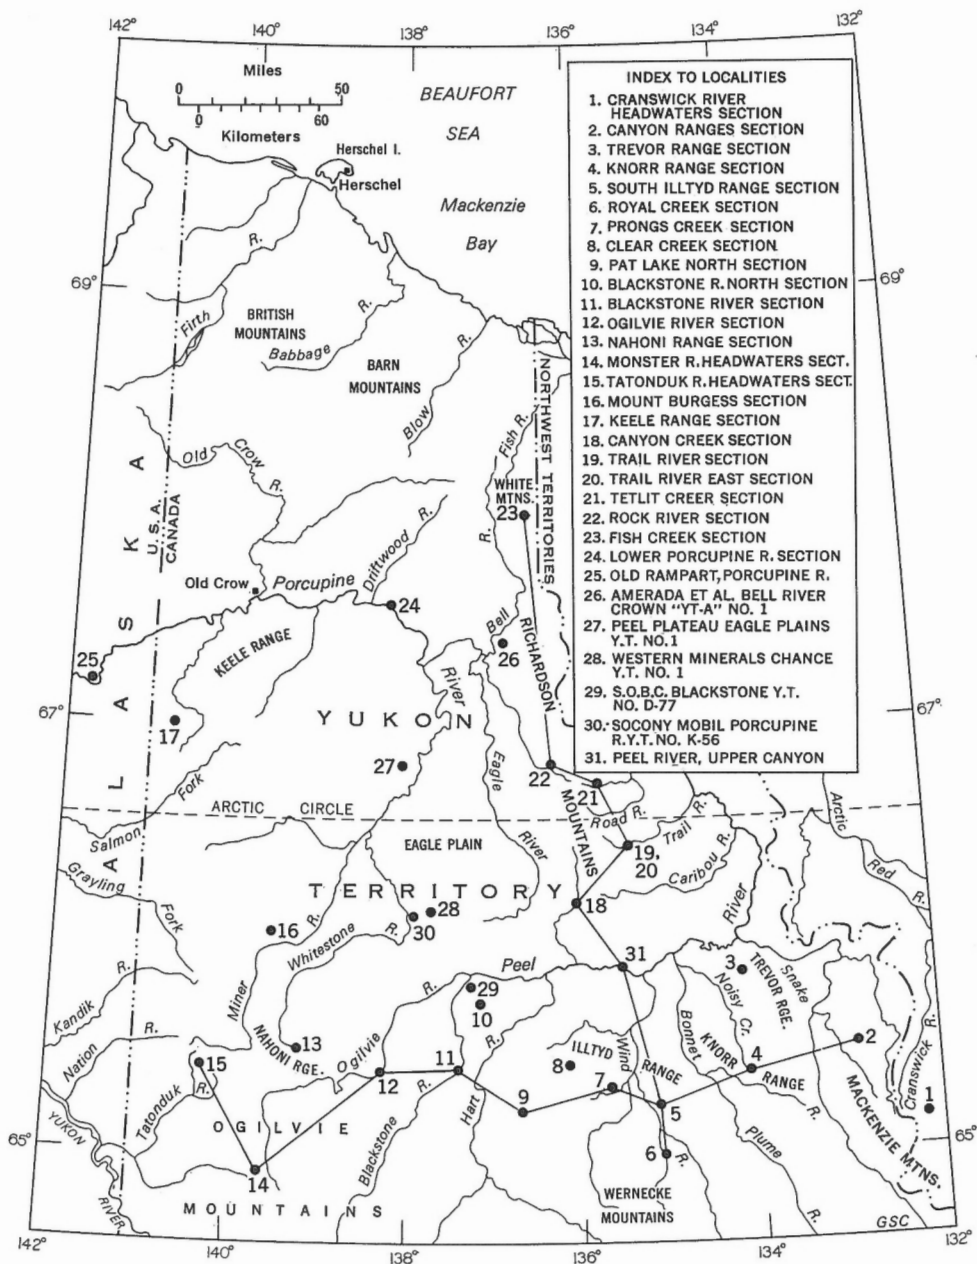 142°
140°
138°
136°
134°
132°
Miles
0 50
0 60
Kilometers
BEAUFORT
SEA
Herschel I.
Herschel
Mackenzie
Bay
INDEX TO LOCALITIES
1. CRANSWICK RIVER
HEADWATERS SECTION
2. CANYON RANGES SECTION
3. TREVOR RANGE SECTION
4. KNORR RANGE SECTION
5. SOUTH ILLTYD RANGE SECTION
6. ROYAL CREEK SECTION
7. PRONGS CREEK SECTION
8. CLEAR CREEK SECTION
9. PAT LAKE NORTH SECTION
10. BLACKSTONE R. NORTH SECTION
11. BLACKSTONE RIVER SECTION
12. OGILVIE RIVER SECTION
13. NAHONI RANGE SECTION
14. MONSTER R. HEADWATERS SECT.
15. TATONDUK R. HEADWATERS SECT.
16. MOUNT BURGESS SECTION
17. KEELE RANGE SECTION
18. CANYON CREEK SECTION
19. TRAIL RIVER SECTION
20. TRAIL RIVER EAST SECTION
21. TETLIT CREER SECTION
22. ROCK RIVER SECTION
23. FISH CREEK SECTION
24. LOWER PORCUPINE R. SECTION
25. OLD RAMPART, PORCUPINE R.
26. AMERADA ET AL. BELL RIVER
CROWN "YT-A" NO. 1
27. PEEL PLATEAU EAGLE PLAINS
Y.T. NO.1
28. WESTERN MINERALS CHANCE
Y.T. NO. 1
29. S.O.B.C. BLACKSTONE Y.T.
NO. D-77
30. SOCONY MOBIL PORCUPINE
R.Y.T. NO. K-56
31. PEEL RIVER, UPPER CANYON
69°
69°
R.
Firth
BRITISH
MOUNTAINS
Babbage
R.
BARN
MOUNTAINS
Blow
R.
Fish R.
NORTHWEST TERRITORIES
Old
Crow
R.
WHITE
MTNS.
23
R.
ALASKA
U.S.A.
CANADA
Old Crow
Porcupine
Driftwood
R.
24
Bell
26
RICHARDSON
KEELE RANGE
25
67°
67°
17
YUKON
River
Eagle
River
27
22
21
MOUNTAINS
Road R.
Trail R.
Fork
Salmon
ARCTIC CIRCLE
EAGLE PLAIN
19,
20
Caribou R.
Arctic
Red
R.
Grayling
Fork
TERRITORY
18
River
28
30
16
R.
Whitestone
R.
31
Peel
R.
29
10
3
TREVOR RGE.
Snake
Noisy Cr.
Kandik
R.
Miner
Nation
R.
NAHONI RGE.
13
Ogilvie
12
11
R.
ILLTYD
8
Wind
RANGE
7
Bonnet
KNORR
RANGE
4
2
R.
Cranswick
1
15
R.
Tatonduk
YUKON
RIVER
OGILVIE
MOUNTAINS
14
Blackstone
R.
Hart
9
5
6
R.
R.
Plume
R.
MACKENZIE MTNS.
65°
65°
WERNECKE
MOUNTAINS
GSC
142°
140°
138°
136°
134°
132°